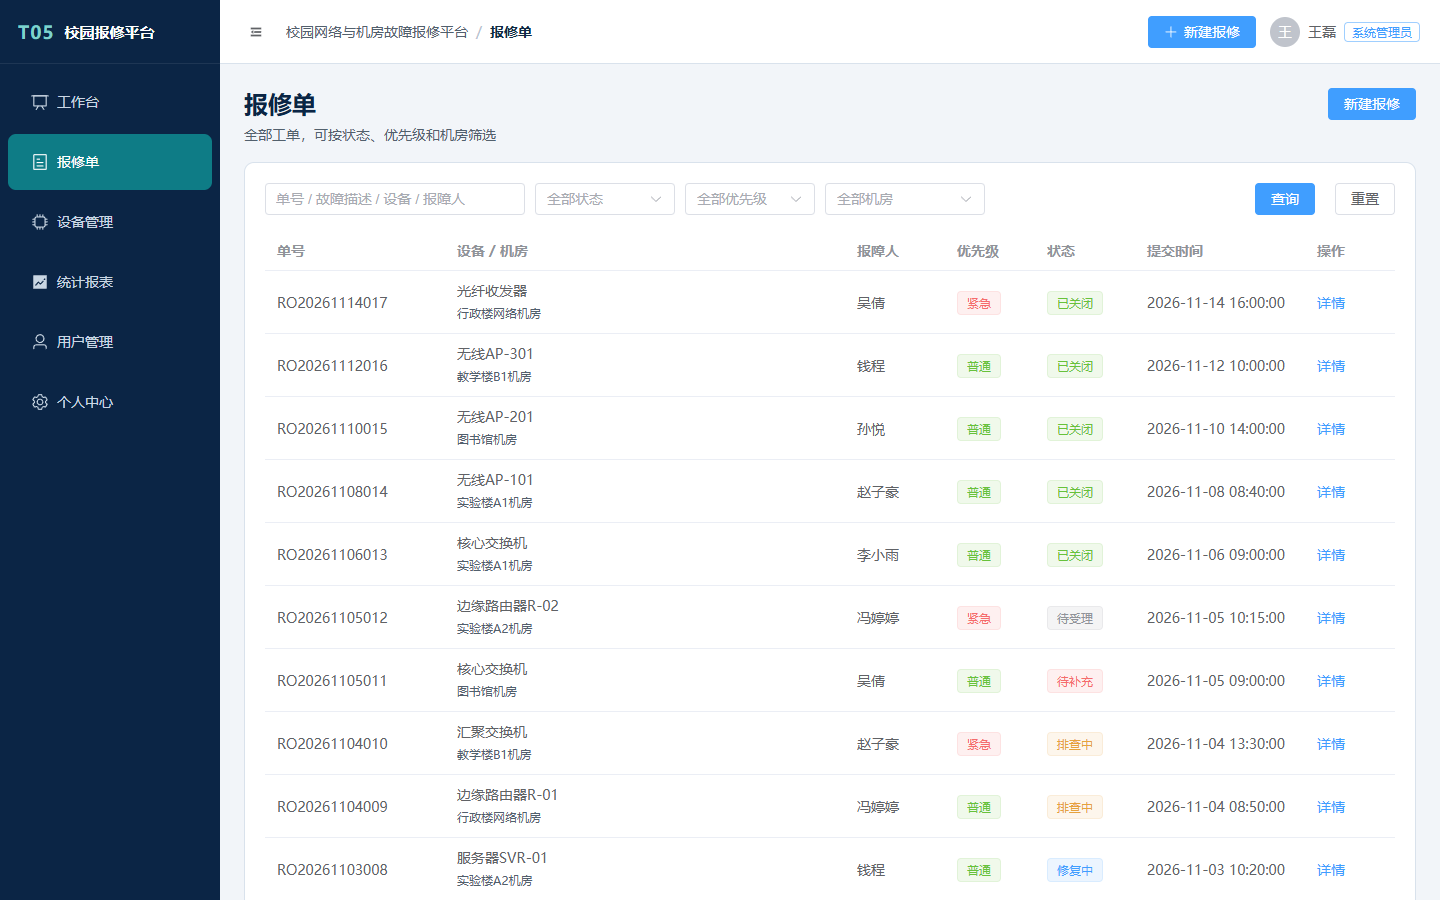 T05 校园报修平台
校园网络与机房故障报修平台 / 报修单
新建报修
王 王磊 系统管理员
工作台
报修单
设备管理
统计报表
用户管理
个人中心
报修单
新建报修
全部工单，可按状态、优先级和机房筛选
单号 / 故障描述 / 设备 / 报障人 全部状态 全部优先级 全部机房 查询 重置
单号 设备 / 机房 报障人 优先级 状态 提交时间 操作
RO20261114017 光纤收发器 吴倩 紧急 已关闭 2026-11-14 16:00:00 详情
行政楼网络机房
RO20261112016 无线AP-301 钱程 普通 已关闭 2026-11-12 10:00:00 详情
教学楼B1机房
RO20261110015 无线AP-201 孙悦 普通 已关闭 2026-11-10 14:00:00 详情
图书馆机房
RO20261108014 无线AP-101 赵子豪 普通 已关闭 2026-11-08 08:40:00 详情
实验楼A1机房
RO20261106013 核心交换机 李小雨 普通 已关闭 2026-11-06 09:00:00 详情
实验楼A1机房
RO20261105012 边缘路由器R-02 冯婷婷 紧急 待受理 2026-11-05 10:15:00 详情
实验楼A2机房
RO20261105011 核心交换机 吴倩 普通 待补充 2026-11-05 09:00:00 详情
图书馆机房
RO20261104010 汇聚交换机 赵子豪 紧急 排查中 2026-11-04 13:30:00 详情
教学楼B1机房
RO20261104009 边缘路由器R-01 冯婷婷 普通 排查中 2026-11-04 08:50:00 详情
行政楼网络机房
RO20261103008 服务器SVR-01 钱程 普通 修复中 2026-11-03 10:20:00 详情
实验楼A2机房